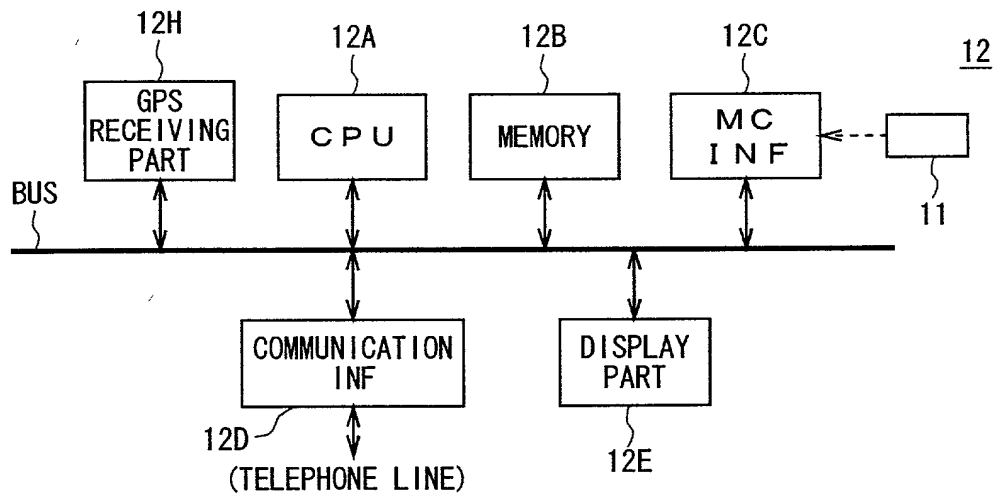 12H
12A
12B
12C
12
GPS
RECEIVING
PART
CPU
MEMORY
MC
INF
11
BUS
COMMUNICATION
INF
DISPLAY
PART
12D
12E
(TELEPHONE LINE)